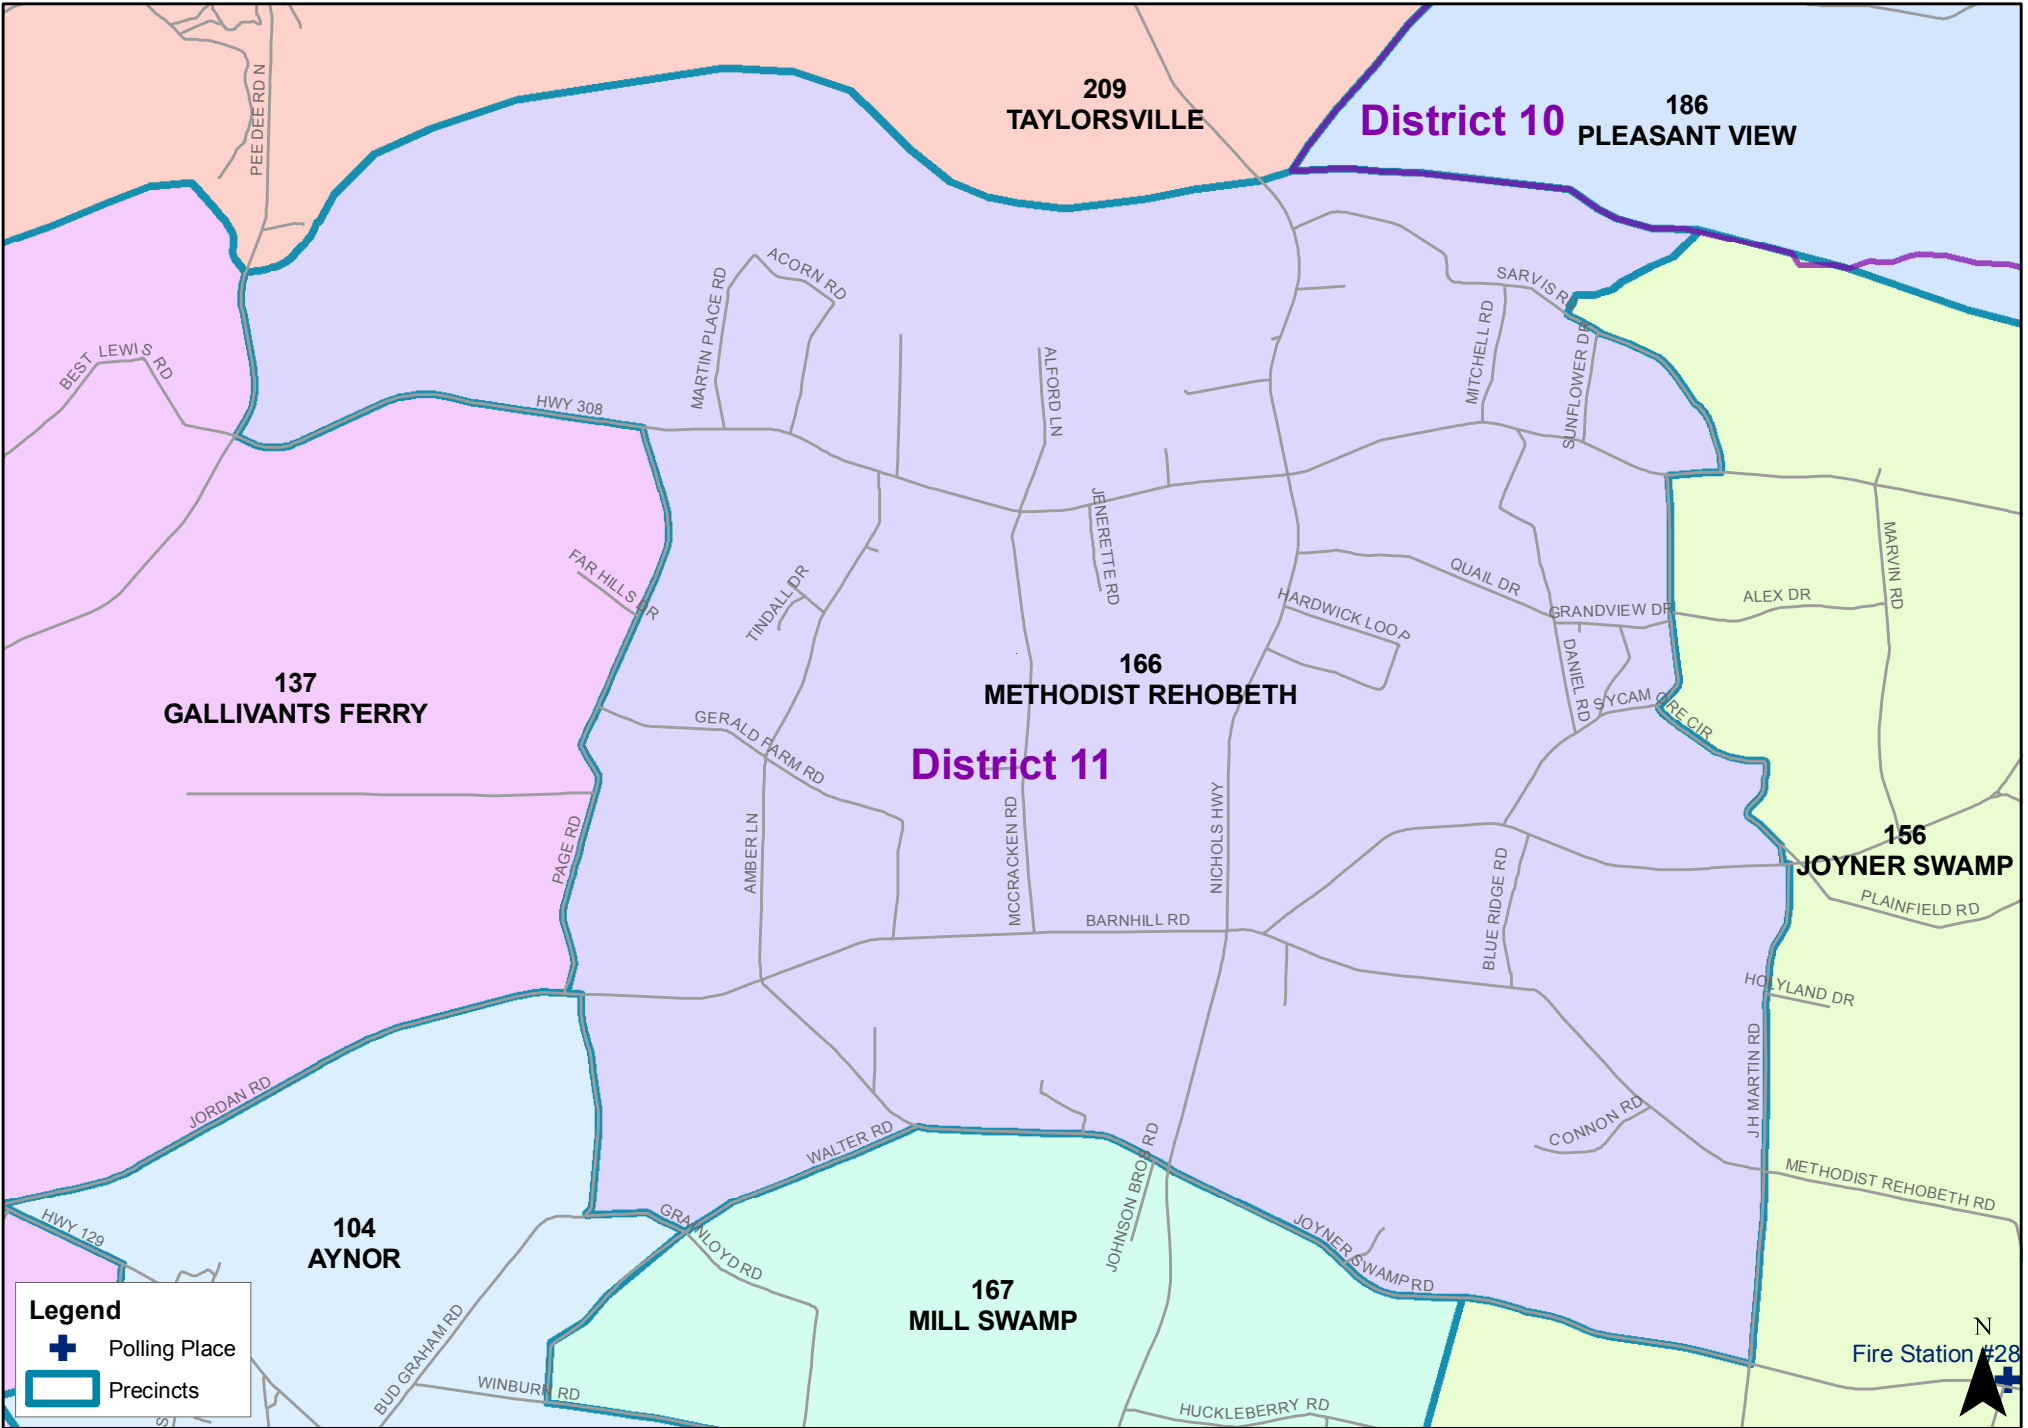 PEE DEE RD N
209
TAYLORSVILLE
District 10
186
PLEASANT VIEW
ACORN RD
MARTIN PLACE RD
SARVIS R
MITCHELL RD
SUNFLOWER DR
BEST LEWIS RD
HWY 308
ALFORD LN
JENERETTE RD
MARVIN RD
FAR HILLS DR
TINDALL DR
QUAIL DR
HARDWICK LOOP
GRANDVIEW DR
ALEX DR
DANIEL RD
SYCAMORE CIR
137
GALLIVANTS FERRY
166
METHODIST REHOBETH
District 11
GERALD FARM RD
PAGE RD
AMBER LN
MCCRACKEN RD
NICHOLS HWY
BLUE RIDGE RD
156
JOYNER SWAMP
PLAINFIELD RD
BARNHILL RD
HOLYLAND DR
JORDAN RD
J H MARTIN RD
CONNON RD
WALTER RD
JOHNSON BROS RD
METHODIST REHOBETH RD
HWY 129
104
AYNOR
GRAINLOYD RD
JOYNER SWAMP RD
167
MILL SWAMP
BUD GRAHAM RD
WINBURN RD
HUCKLEBERRY RD
Legend
Polling Place
Precincts
S
N
Fire Station #28